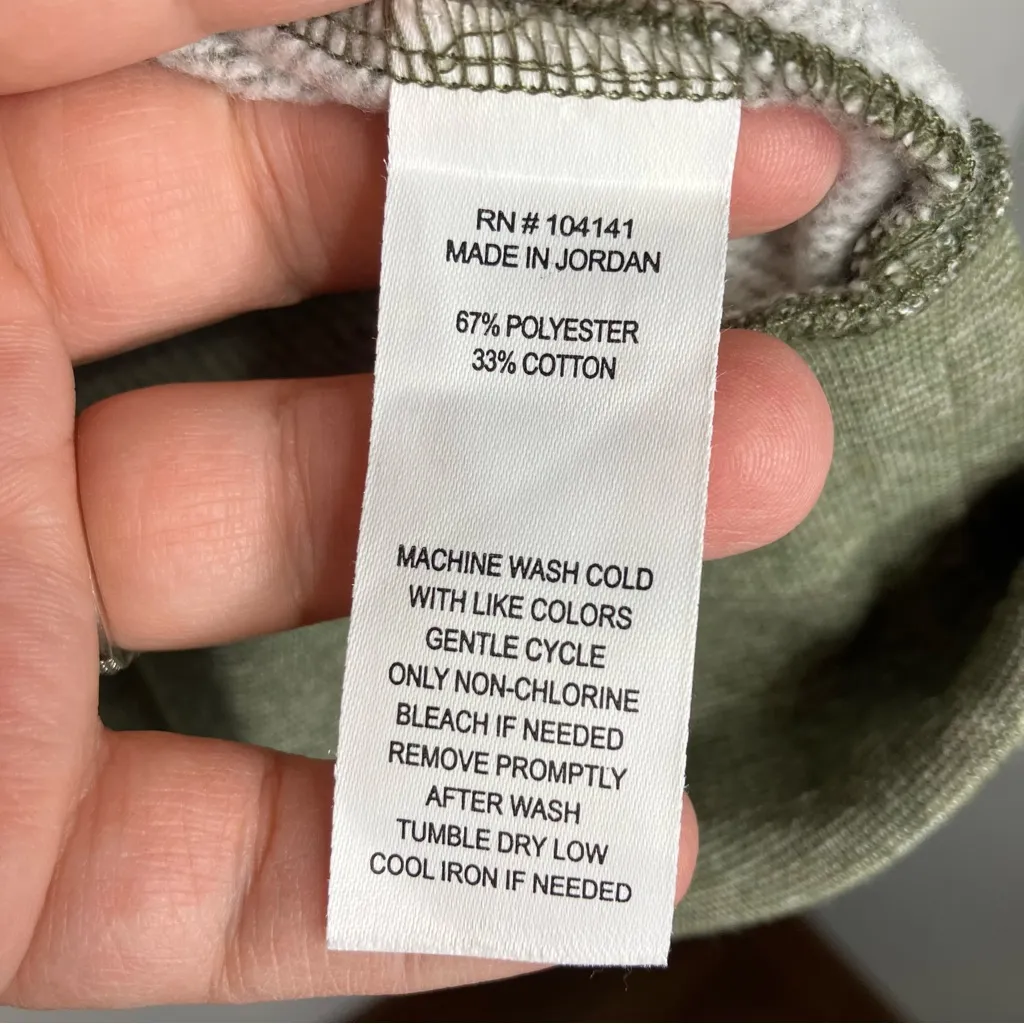 RN # 104141
MADE IN JORDAN
67% POLYESTER
33% COTTON
MACHINE WASH COLD
WITH LIKE COLORS
GENTLE CYCLE
ONLY NON-CHLORINE
BLEACH IF NEEDED
REMOVE PROMPTLY
AFTER WASH
TUMBLE DRY LOW
COOL IRON IF NEEDED